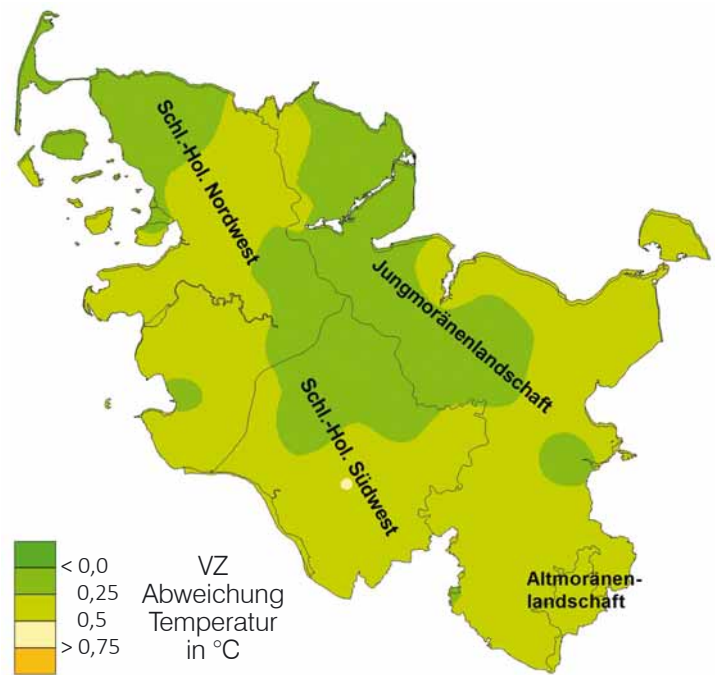 Schl.-Hol. Nordwest
Jungmoränenlandschaft
Schl.-Hol. Südwest
Altmoränen-
landschaft
< 0,0
0,25
0,5
> 0,75
VZ
Abweichung
Temperatur
in °C